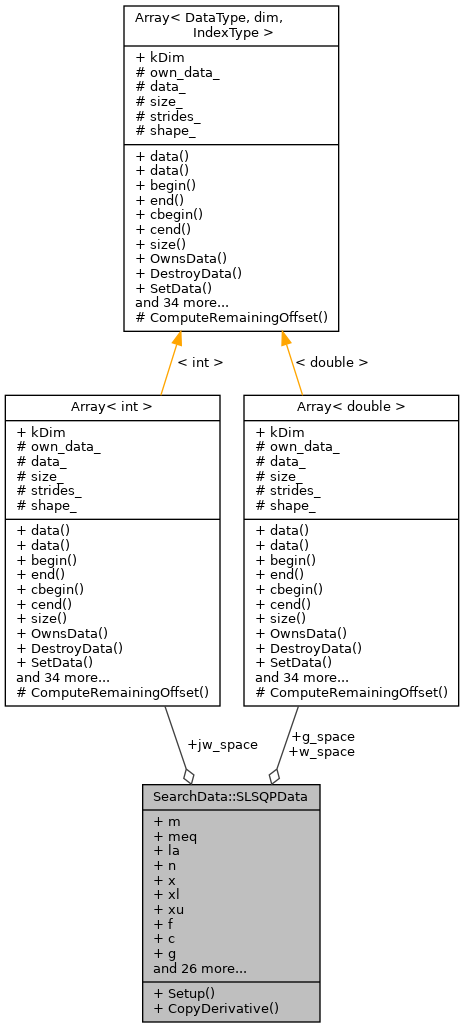 Array< DataType, dim,
IndexType >
+ kDim
# own_data_
# data_
# size_
# strides_
# shape_
+ data()
+ data()
+ begin()
+ end()
+ cbegin()
+ cend()
+ size()
+ OwnsData()
+ DestroyData()
+ SetData()
and 34 more...
# ComputeRemainingOffset()
< int >
< double >
Array< int >
+ kDim
# own_data_
# data_
# size_
# strides_
# shape_
+ data()
+ data()
+ begin()
+ end()
+ cbegin()
+ cend()
+ size()
+ OwnsData()
+ DestroyData()
+ SetData()
and 34 more...
# ComputeRemainingOffset()
Array< double >
+ kDim
# own_data_
# data_
# size_
# strides_
# shape_
+ data()
+ data()
+ begin()
+ end()
+ cbegin()
+ cend()
+ size()
+ OwnsData()
+ DestroyData()
+ SetData()
and 34 more...
# ComputeRemainingOffset()
+jw_space
+g_space
+w_space
SearchData::SLSQPData
+ m
+ meq
+ la
+ n
+ x
+ xl
+ xu
+ f
+ c
+ g
and 26 more...
+ Setup()
+ CopyDerivative()